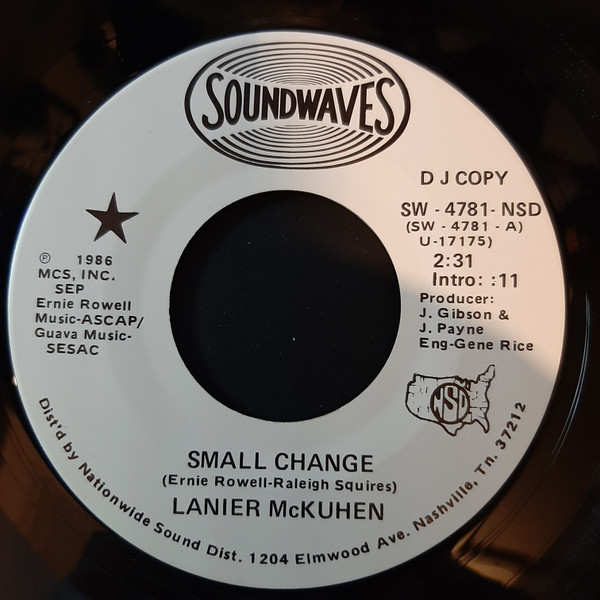 SOUNDWAVES
D J COPY
SW - 4781- NSD
(SW - 4781 - A)
U-17175)
2:31
Intro: :11
Producer:
J. Gibson &
J. Payne
Eng-Gene Rice
℗ 1986
MCS, INC.
SEP
Ernie Rowell
Music-ASCAP/
Guava Music-
SESAC
NSD
SMALL CHANGE
(Ernie Rowell-Raleigh Squires)
LANIER McKUHEN
Dist'd by Nationwide Sound Dist. 1204 Elmwood Ave. Nashville, Tn. 37212